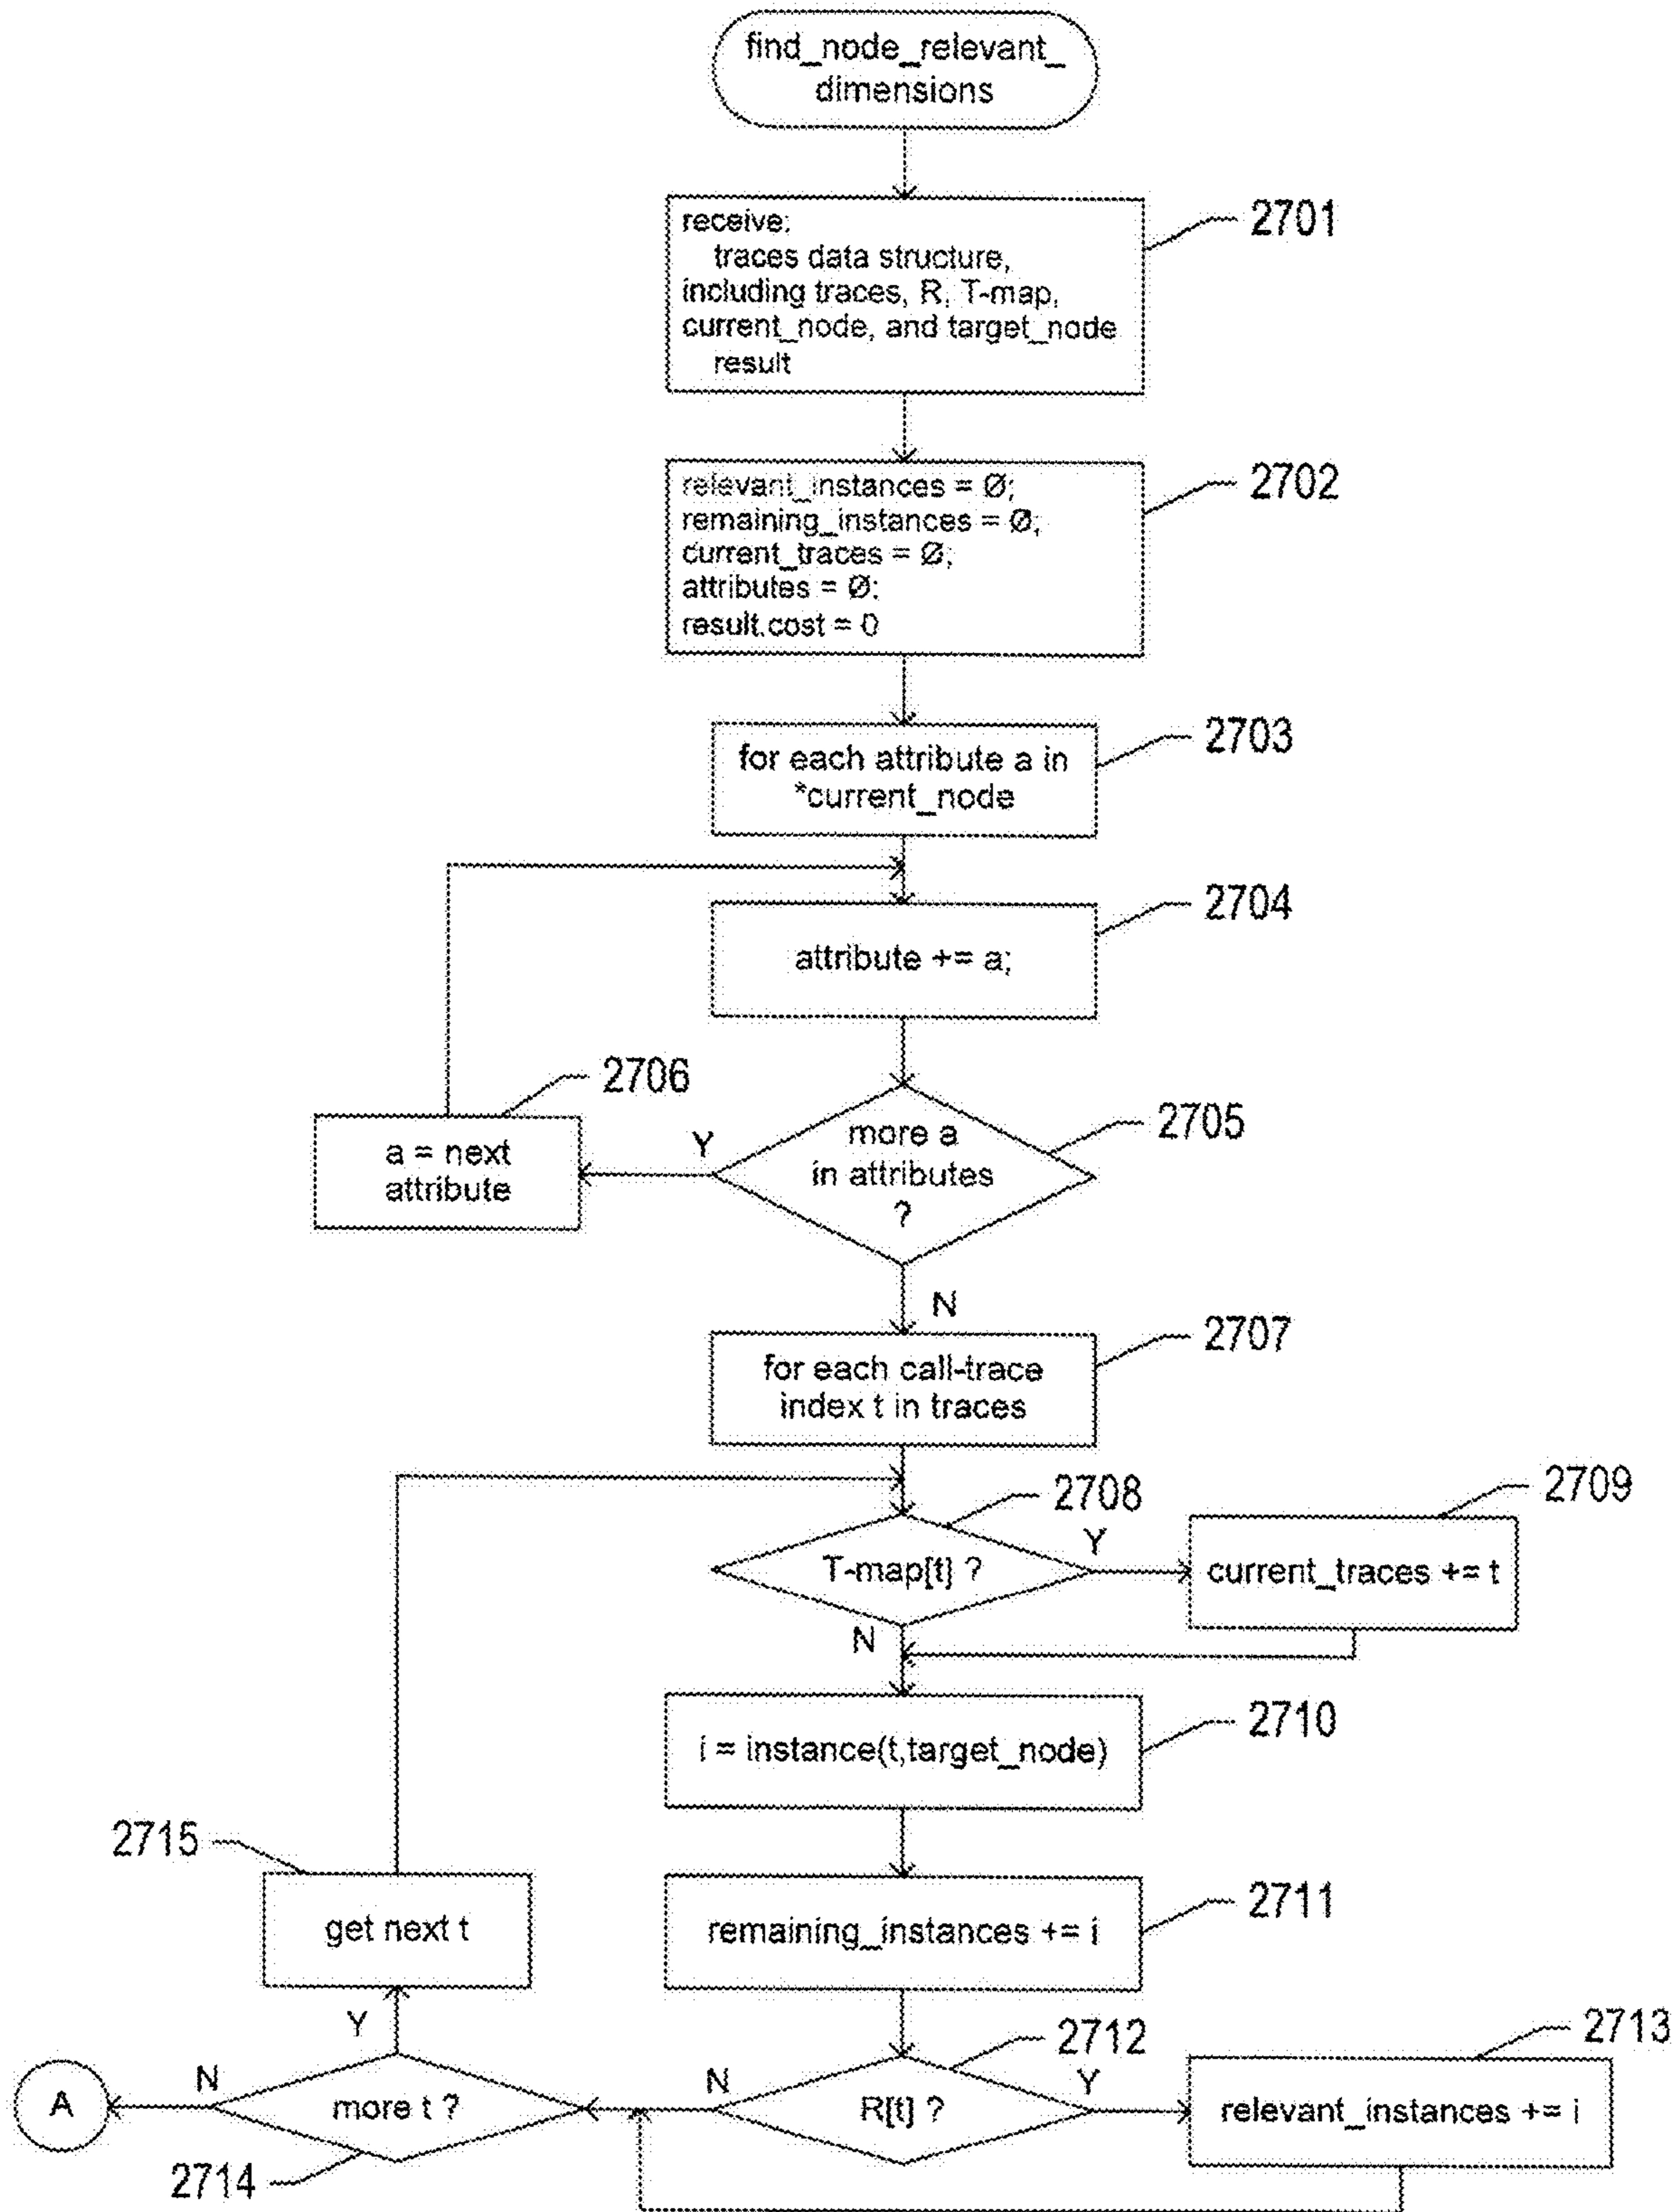 find_node_relevant_
dimensions
2701
receive:
traces data structure,
including traces, R, T-map,
current_node, and target_node
result
2702
relevant_instances = Ø;
remaining_instances = Ø;
current_traces = Ø;
attributes = Ø;
result.cost = 0
2703
for each attribute a in
*current_node
2704
attribute += a;
2706
a = next
attribute
Y
2705
more a
in attributes
?
N
2707
for each call-trace
index t in traces
2708
T-map[t] ?
Y
N
2709
current_traces += t
2710
i = instance(t,target_node)
2715
get next t
2711
remaining_instances += i
Y
2712
2713
A
N
more t ?
2714
N
R[t] ?
Y
relevant_instances += i